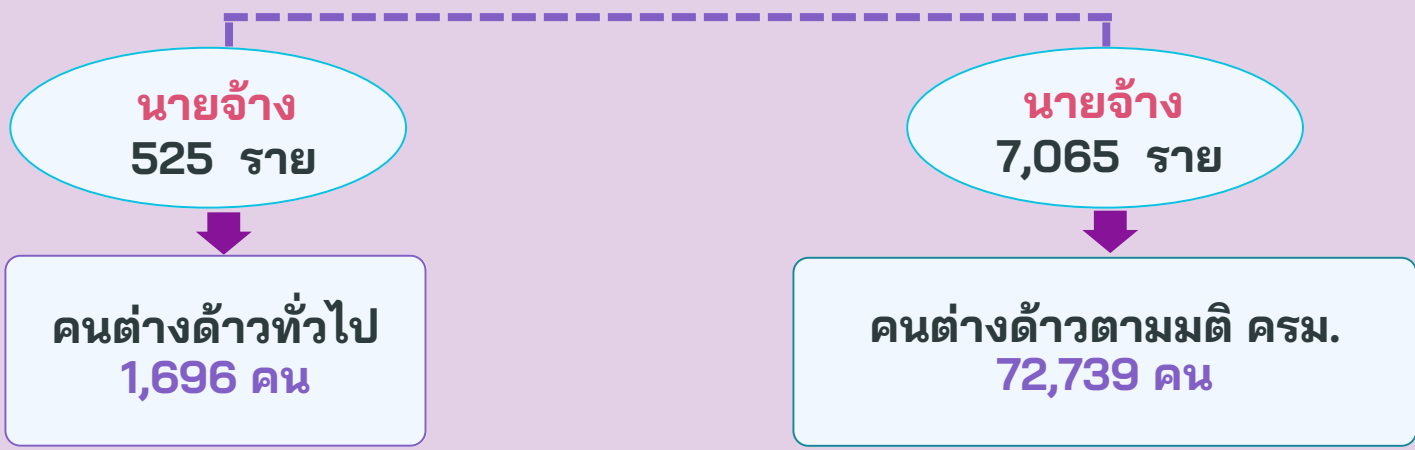 นายจ้าง
525 ราย
คนต่างด้าวทั่วไป
1,696 คน
นายจ้าง
7,065 ราย
คนต่างด้าวตามมติ ครม.
72,739 คน